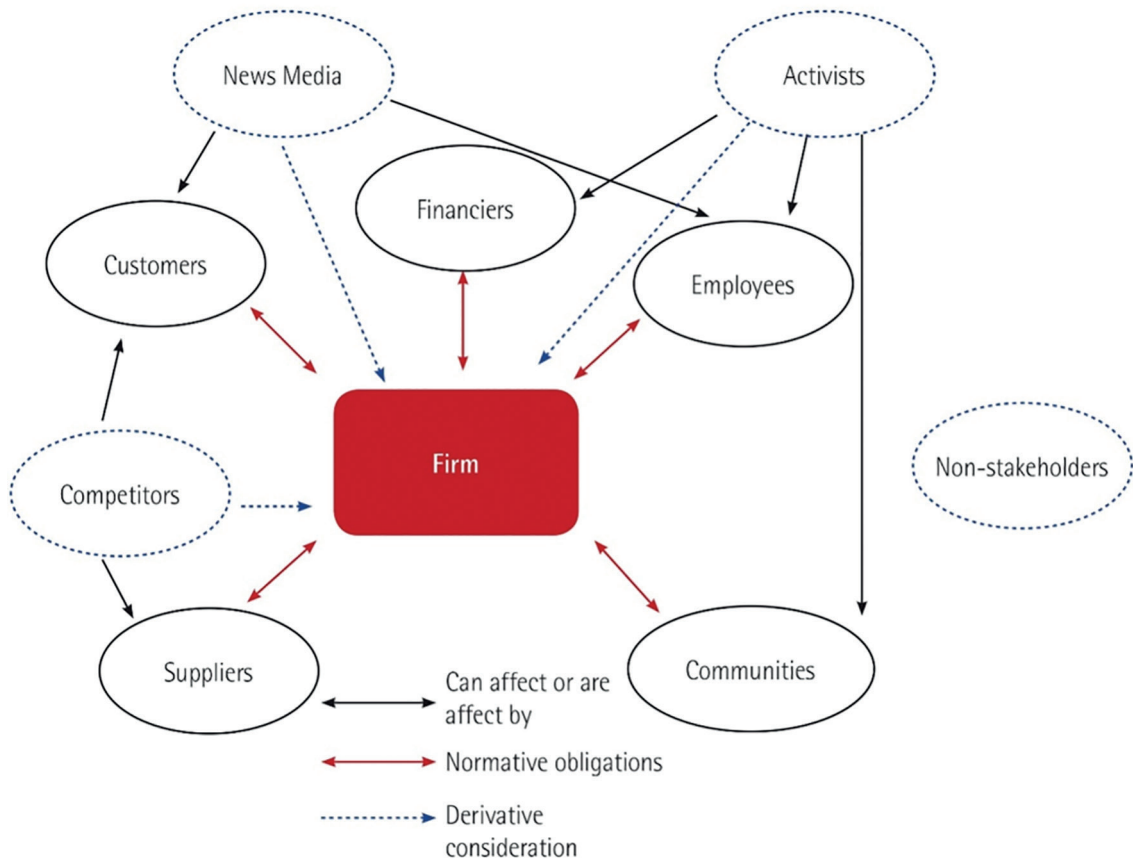 News Media
Activists
Financiers
Customers
Employees
Firm
Non-stakeholders
Competitors
Suppliers
Communities
Can affect or are
affect by
Normative obligations
Derivative
consideration